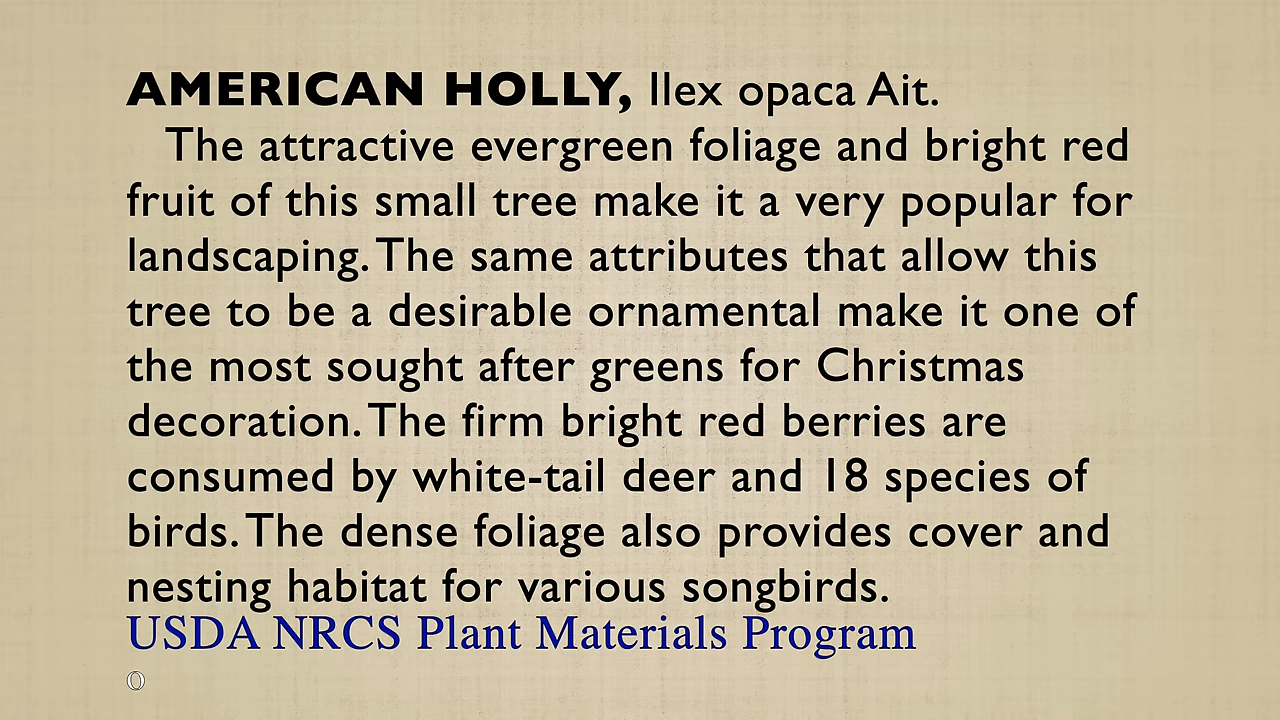 AMERICAN HOLLY, Ilex opaca Ait.
The attractive evergreen foliage and bright red
fruit of this small tree make it a very popular for
landscaping. The same attributes that allow this
tree to be a desirable ornamental make it one of
the most sought after greens for Christmas
decoration. The firm bright red berries are
consumed by white-tail deer and 18 species of
birds. The dense foliage also provides cover and
nesting habitat for various songbirds.
USDA NRCS Plant Materials Program
0